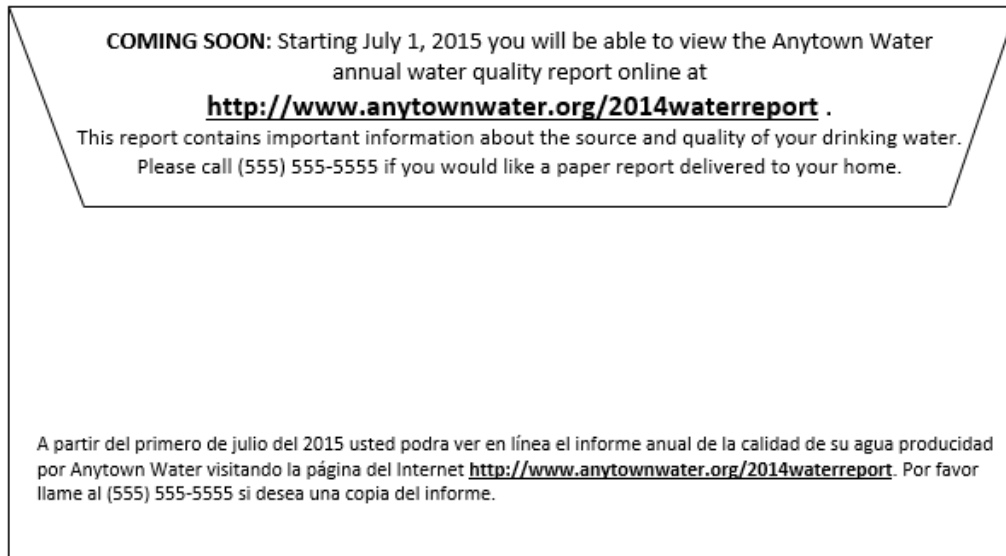 COMING SOON: Starting July 1, 2015 you will be able to view the Anytown Water
annual water quality report online at
http://www.anytownwater.org/2014waterreport .
This report contains important information about the source and quality of your drinking water.
Please call (555) 555-5555 if you would like a paper report delivered to your home.
A partir del primero de julio del 2015 usted podra ver en línea el informe anual de la calidad de su agua producidad
por Anytown Water visitando la página del Internet http://www.anytownwater.org/2014waterreport. Por favor
llame al (555) 555-5555 si desea una copia del informe.